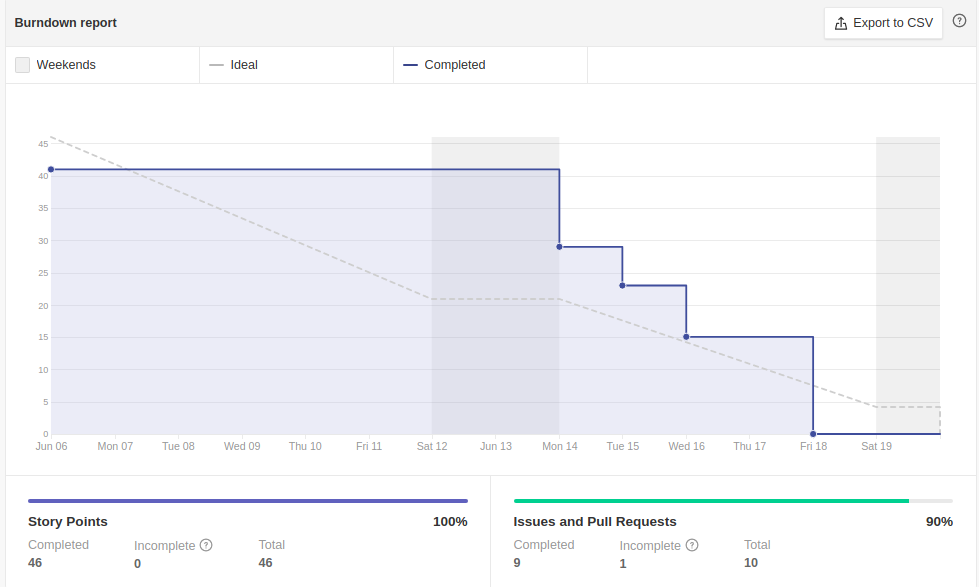 Burndown report
Export to CSV
Weekends
Ideal
Completed
45
40
35
30
25
20
15
10
5
0
Jun 06 Mon 07 Tue 08 Wed 09 Thu 10 Fri 11 Sat 12 Jun 13 Mon 14 Tue 15 Wed 16 Thu 17 Fri 18 Sat 19
Story Points 100%
Completed Incomplete ? Total
46 0 46
Issues and Pull Requests 90%
Completed Incomplete ? Total
9 1 10